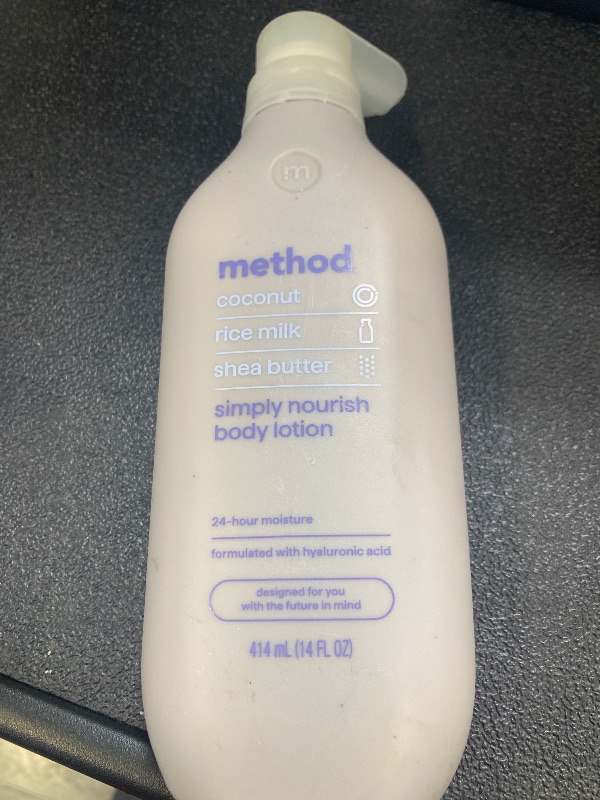 m
method
coconut
rice milk
shea butter
simply nourish
body lotion
24-hour moisture
formulated with hyaluronic acid
designed for you
with the future in mind
414 mL (14 FL OZ)